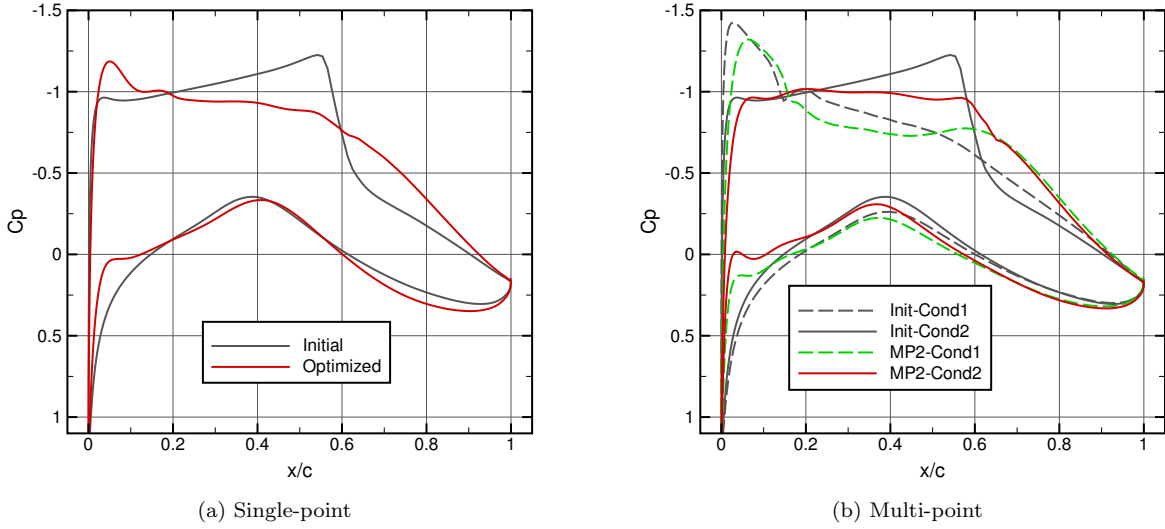 -1.5
-1
-0.5
0
0.5
1
Cp
0 0.2 0.4 0.6 0.8 1
x/c
Initial
Optimized
(a) Single-point
-1.5
-1
-0.5
0
0.5
1
Cp
0 0.2 0.4 0.6 0.8 1
x/c
Init-Cond1
Init-Cond2
MP2-Cond1
MP2-Cond2
(b) Multi-point